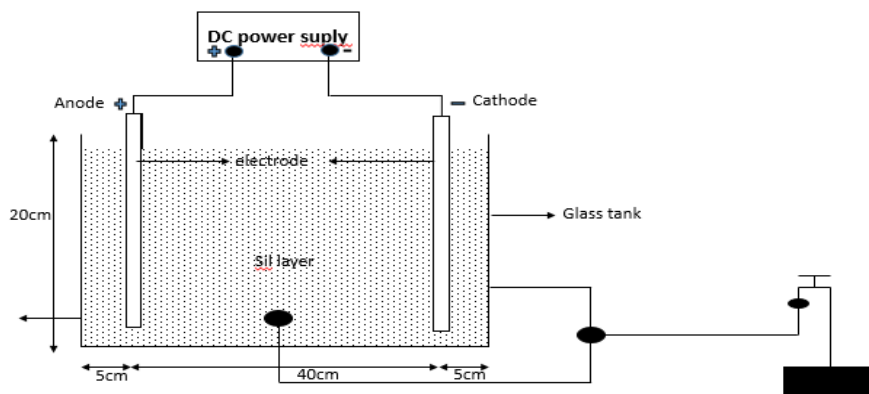 DC power suply
+ -
Anode +
- Cathode
electrode
20cm
Glass tank
Sil layer
5cm
40cm
5cm